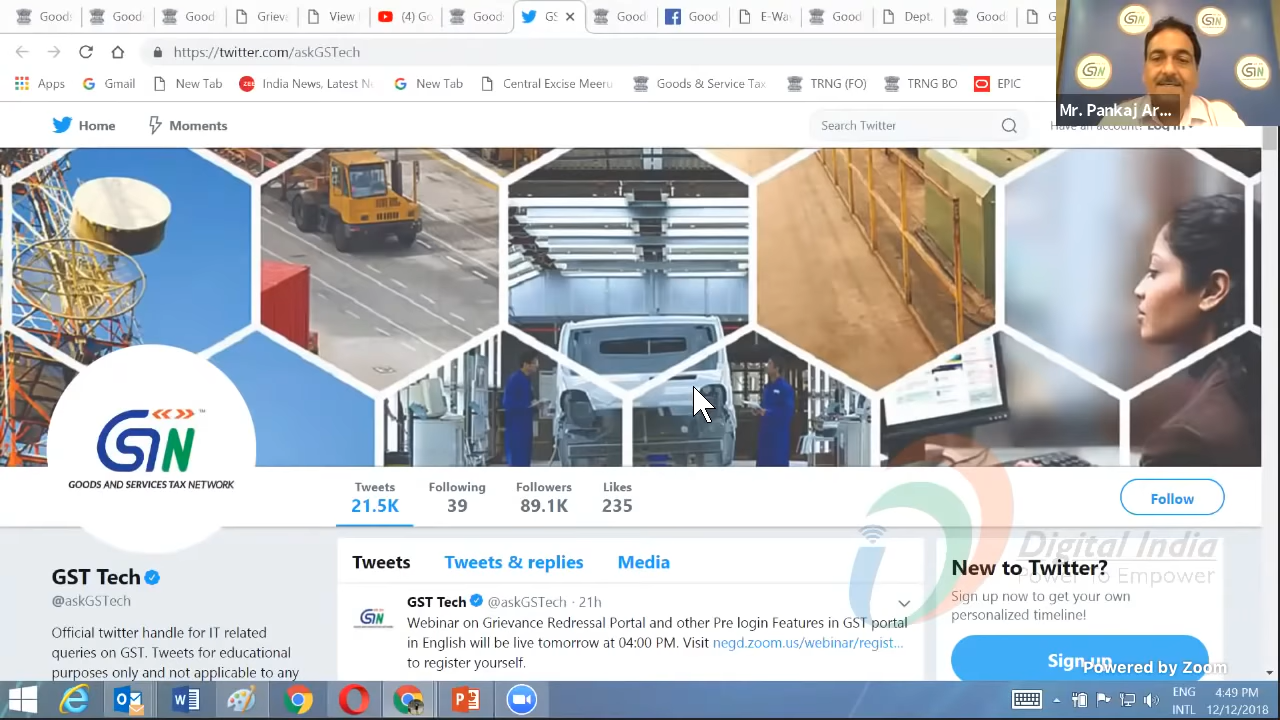 Good
Good
Good
Griev
View
(4) G
Good
GS
Good
Good
E-Wa
Good
Dept.
Good
G
https://twitter.com/askGSTech
Apps
Gmail
New Tab
India News, Latest N
New Tab
Central Excise Meeru
Goods & Service Tax
TRNG (FO)
TRNG BO
EPIC
Mr. Pankaj Ar...
Home
Moments
Search Twitter
Have an account? Log in
GOODS AND SERVICES TAX NETWORK
Tweets
21.5K
Following
39
Followers
89.1K
Likes
235
Follow
GST Tech
@askGSTech
Official twitter handle for IT related
queries on GST. Tweets for educational
purposes only and not applicable to any
Tweets
Tweets & replies
Media
GST Tech @askGSTech · 21h
Webinar on Grievance Redressal Portal and other Pre login Features in GST portal
in English will be live tomorrow at 04:00 PM. Visit negd.zoom.us/webinar/regist...
to register yourself.
Digital India
Power To Empower
New to Twitter?
Sign up now to get your own
personalized timeline!
Sign up
Powered by Zoom
ENG
INTL
4:49 PM
12/12/2018